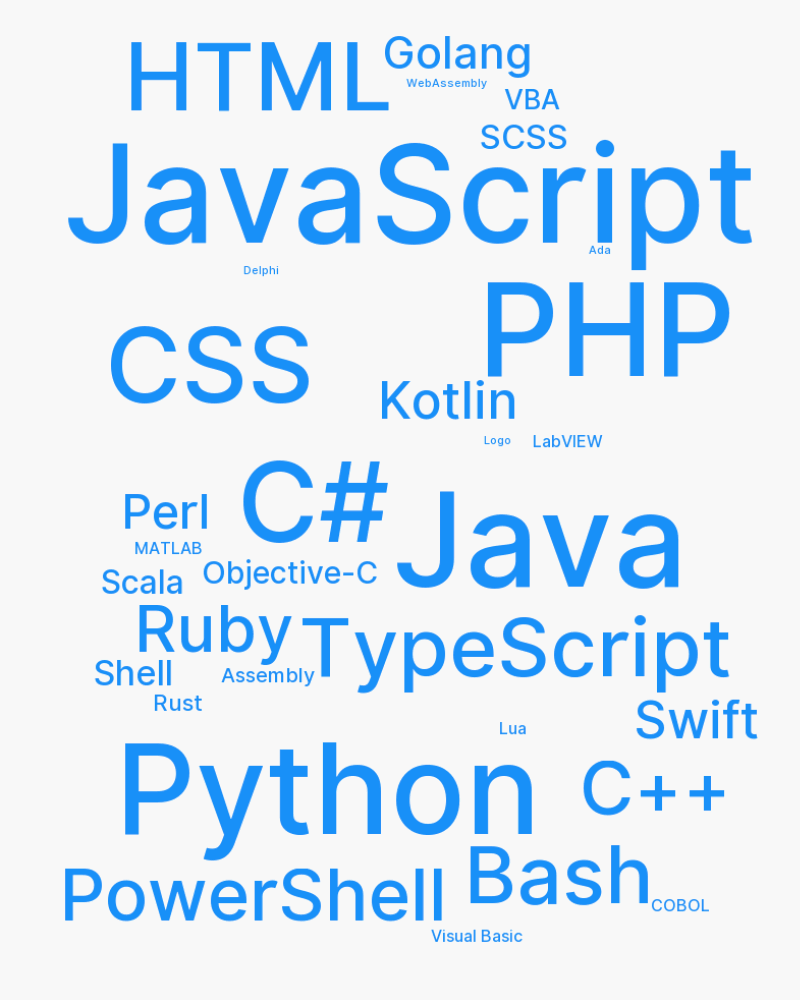 HTML
Golang
WebAssembly
VBA
SCSS
JavaScript
Ada
Delphi
PHP
CSS
Kotlin
Logo
LabVIEW
C#
Perl
Java
MATLAB
Objective-C
Scala
Ruby
TypeScript
Shell
Assembly
Rust
Swift
Lua
Python
C++
Bash
PowerShell
COBOL
Visual Basic